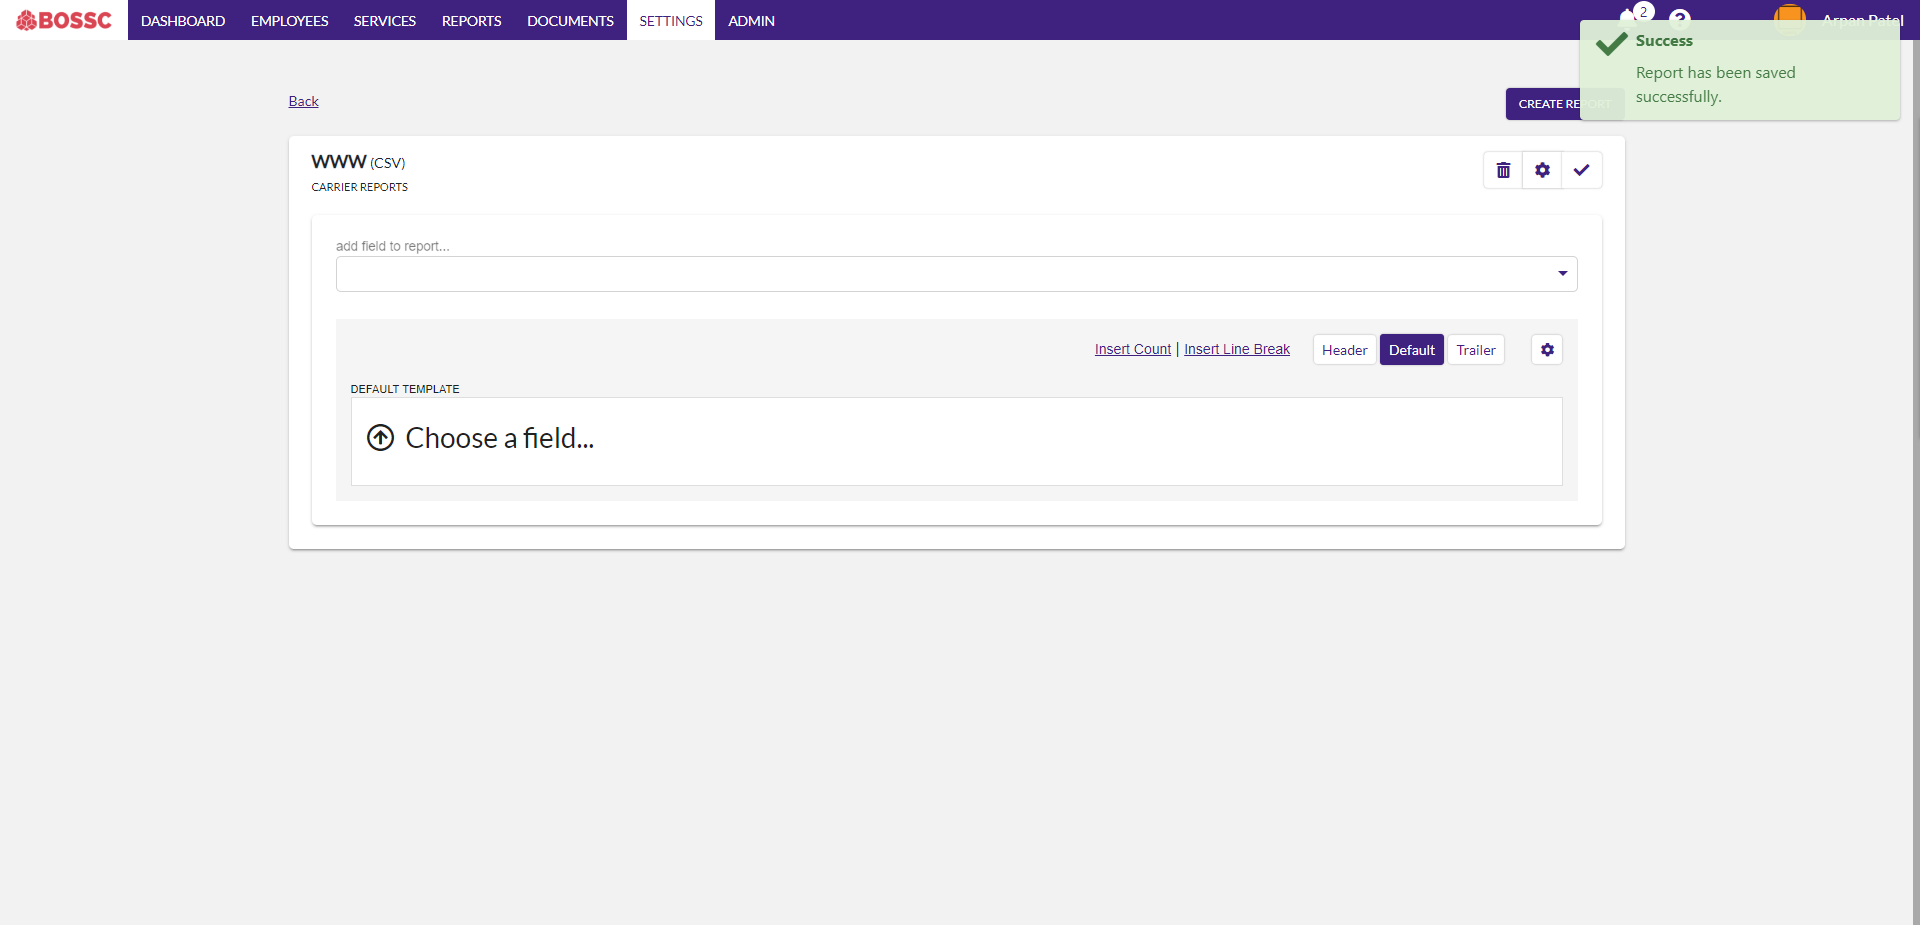 BOSSC DASHBOARD EMPLOYEES SERVICES REPORTS DOCUMENTS SETTINGS ADMIN 2 ? Arpan Patel
Success
Report has been saved
successfully.
Back
CREATE REPORT
WWW (CSV)
CARRIER REPORTS
add field to report...
Insert Count | Insert Line Break Header Default Trailer
DEFAULT TEMPLATE
Choose a field...